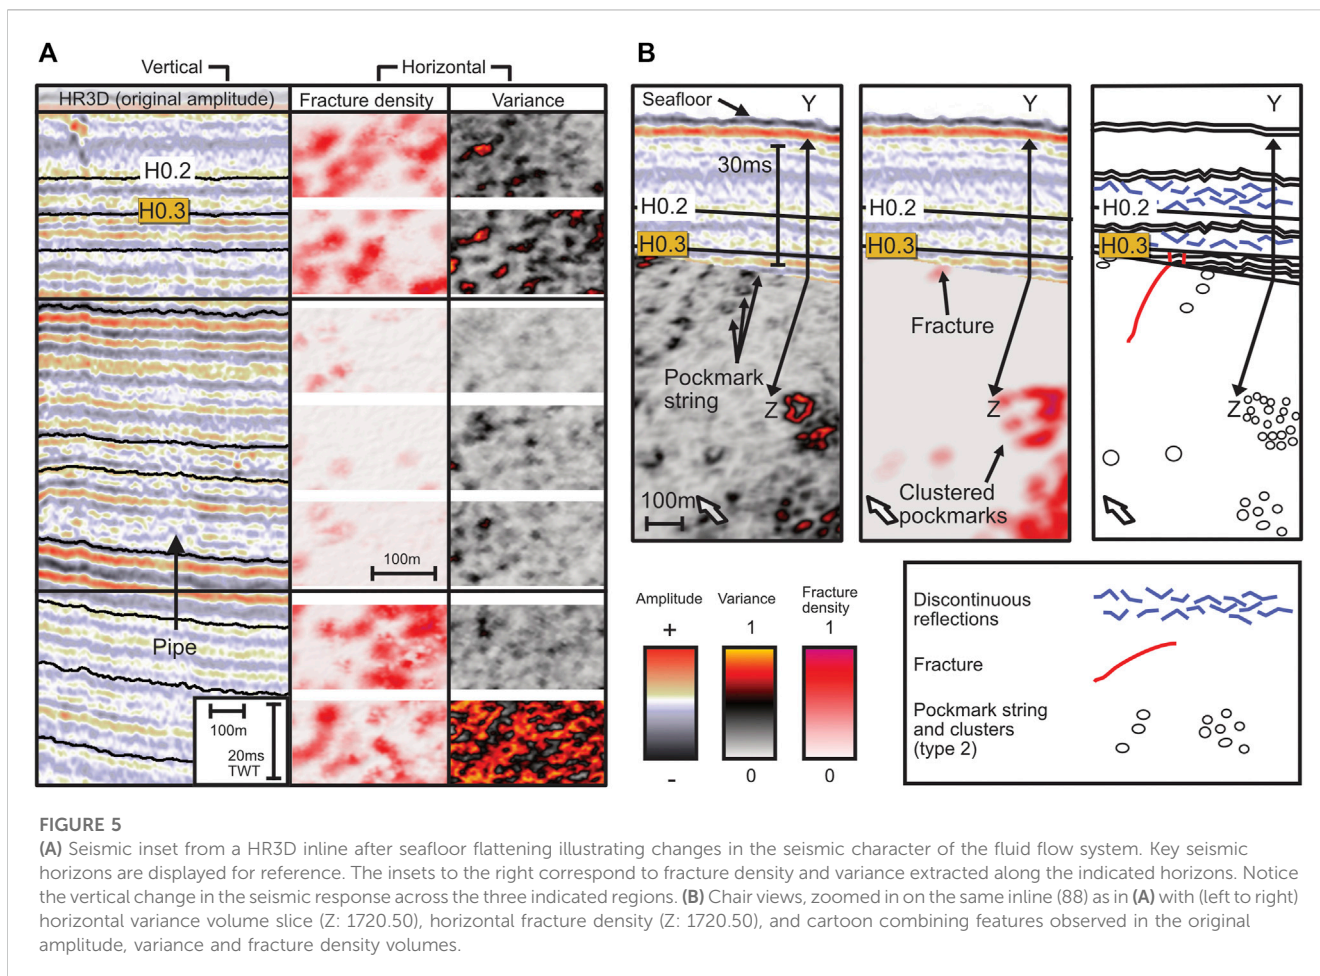 A
Vertical
Horizontal
HR3D (original amplitude)
Fracture density
Variance
H0.2
H0.3
Pipe
100m
20ms
TWT
100m
B
Seafloor
Y
30ms
H0.2
H0.3
Pockmark
string
Z
100m
Y
H0.2
H0.3
Fracture
Z
Clustered
pockmarks
Y
H0.2
H0.3
Z
Amplitude
+
-
Variance
1
0
Fracture
density
1
0
Discontinuous
reflections
Fracture
Pockmark string
and clusters
(type 2)
FIGURE 5
(A) Seismic inset from a HR3D inline after seafloor flattening illustrating changes in the seismic character of the fluid flow system. Key seismic
horizons are displayed for reference. The insets to the right correspond to fracture density and variance extracted along the indicated horizons. Notice
the vertical change in the seismic response across the three indicated regions. (B) Chair views, zoomed in on the same inline (88) as in (A) with (left to right)
horizontal variance volume slice (Z: 1720.50), horizontal fracture density (Z: 1720.50), and cartoon combining features observed in the original
amplitude, variance and fracture density volumes.